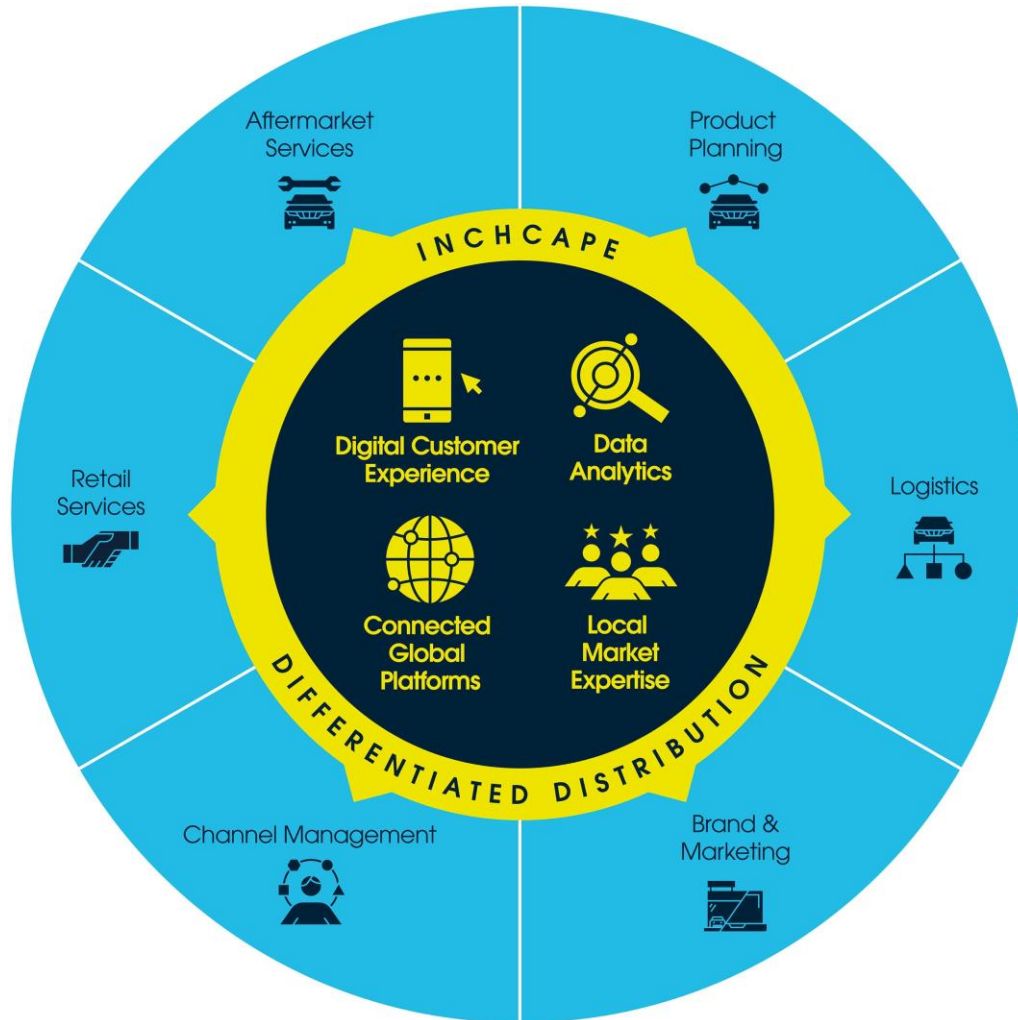 Aftermarket
Services
Product
Planning
INCHCAPE
Digital Customer
Experience
Data
Analytics
Retail
Services
Logistics
Connected
Global
Platforms
Local
Market
Expertise
DIFFERENTIATED DISTRIBUTION
Channel Management
Brand &
Marketing